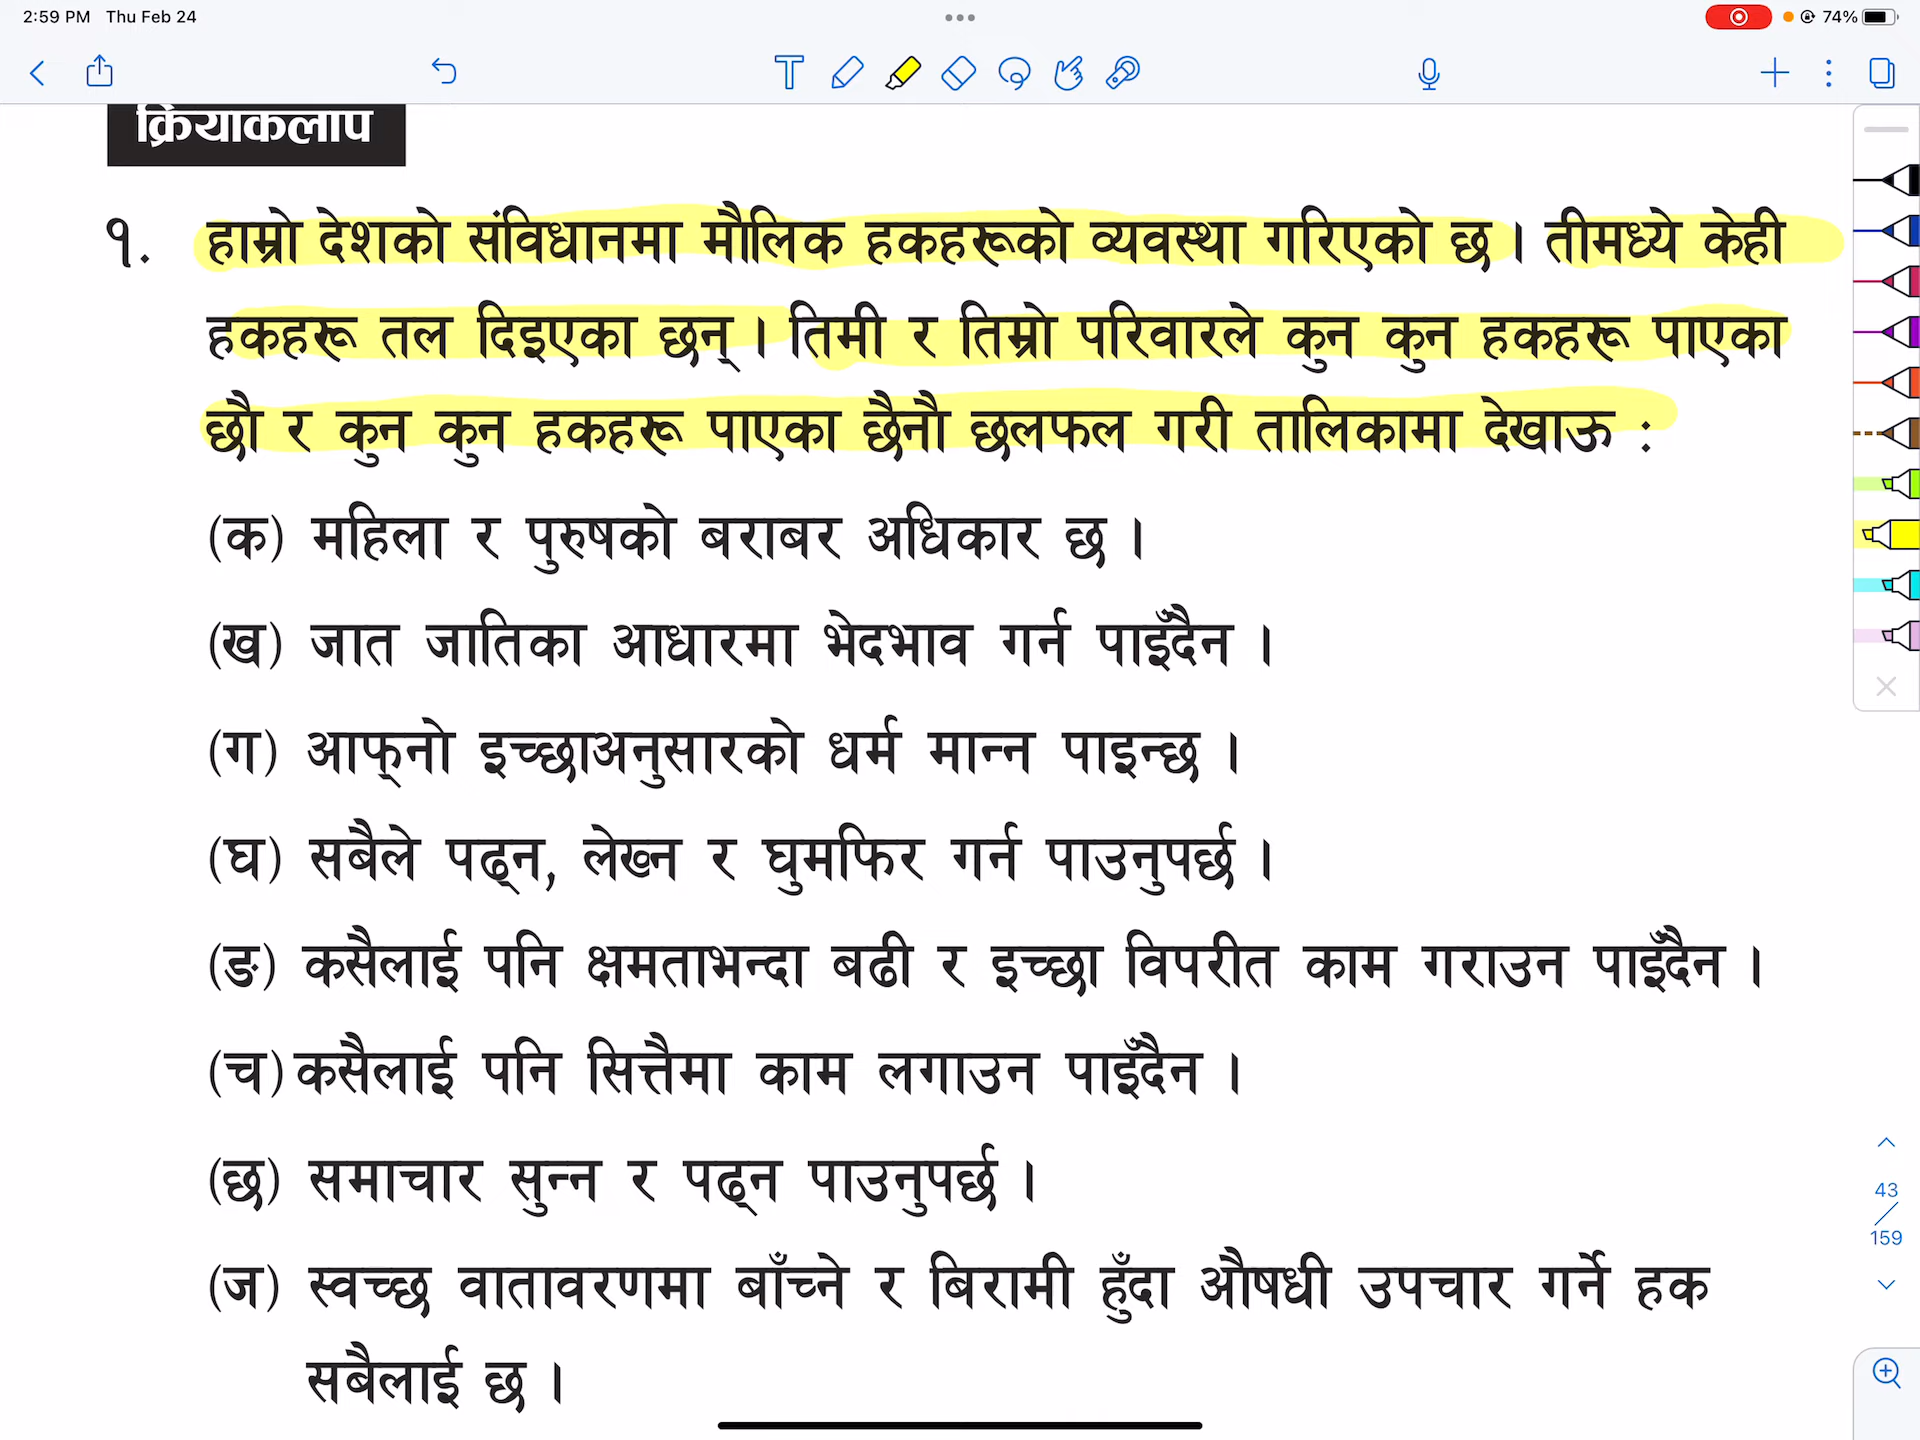 2:59 PM Thu Feb 24
74%
क्रियाकलाप
१. हाम्रो देशको संविधानमा मौलिक हकहरूको व्यवस्था गरिएको छ । तीमध्ये केही
हकहरू तल दिइएका छन् । तिमी र तिम्रो परिवारले कुन कुन हकहरू पाएका
छौ र कुन कुन हकहरू पाएका छैनौ छलफल गरी तालिकामा देखाऊ :
(क) महिला र पुरुषको बराबर अधिकार छ ।
(ख) जात जातिका आधारमा भेदभाव गर्न पाइँदैन ।
(ग) आफ्‌नो इच्छाअनुसारको धर्म मान्न पाइन्छ ।
(घ) सबैले पढ्न, लेख्न र घुमफिर गर्न पाउनुपर्छ ।
(ङ) कसैलाई पनि क्षमताभन्दा बढी र इच्छा विपरीत काम गराउन पाइँदैन ।
(च) कसैलाई पनि सित्तैमा काम लगाउन पाइँदैन ।
(छ) समाचार सुन्न र पढ्न पाउनुपर्छ ।
(ज) स्वच्छ वातावरणमा बाँच्ने र बिरामी हुँदा औषधी उपचार गर्ने हक
सबैलाई छ ।
43
159